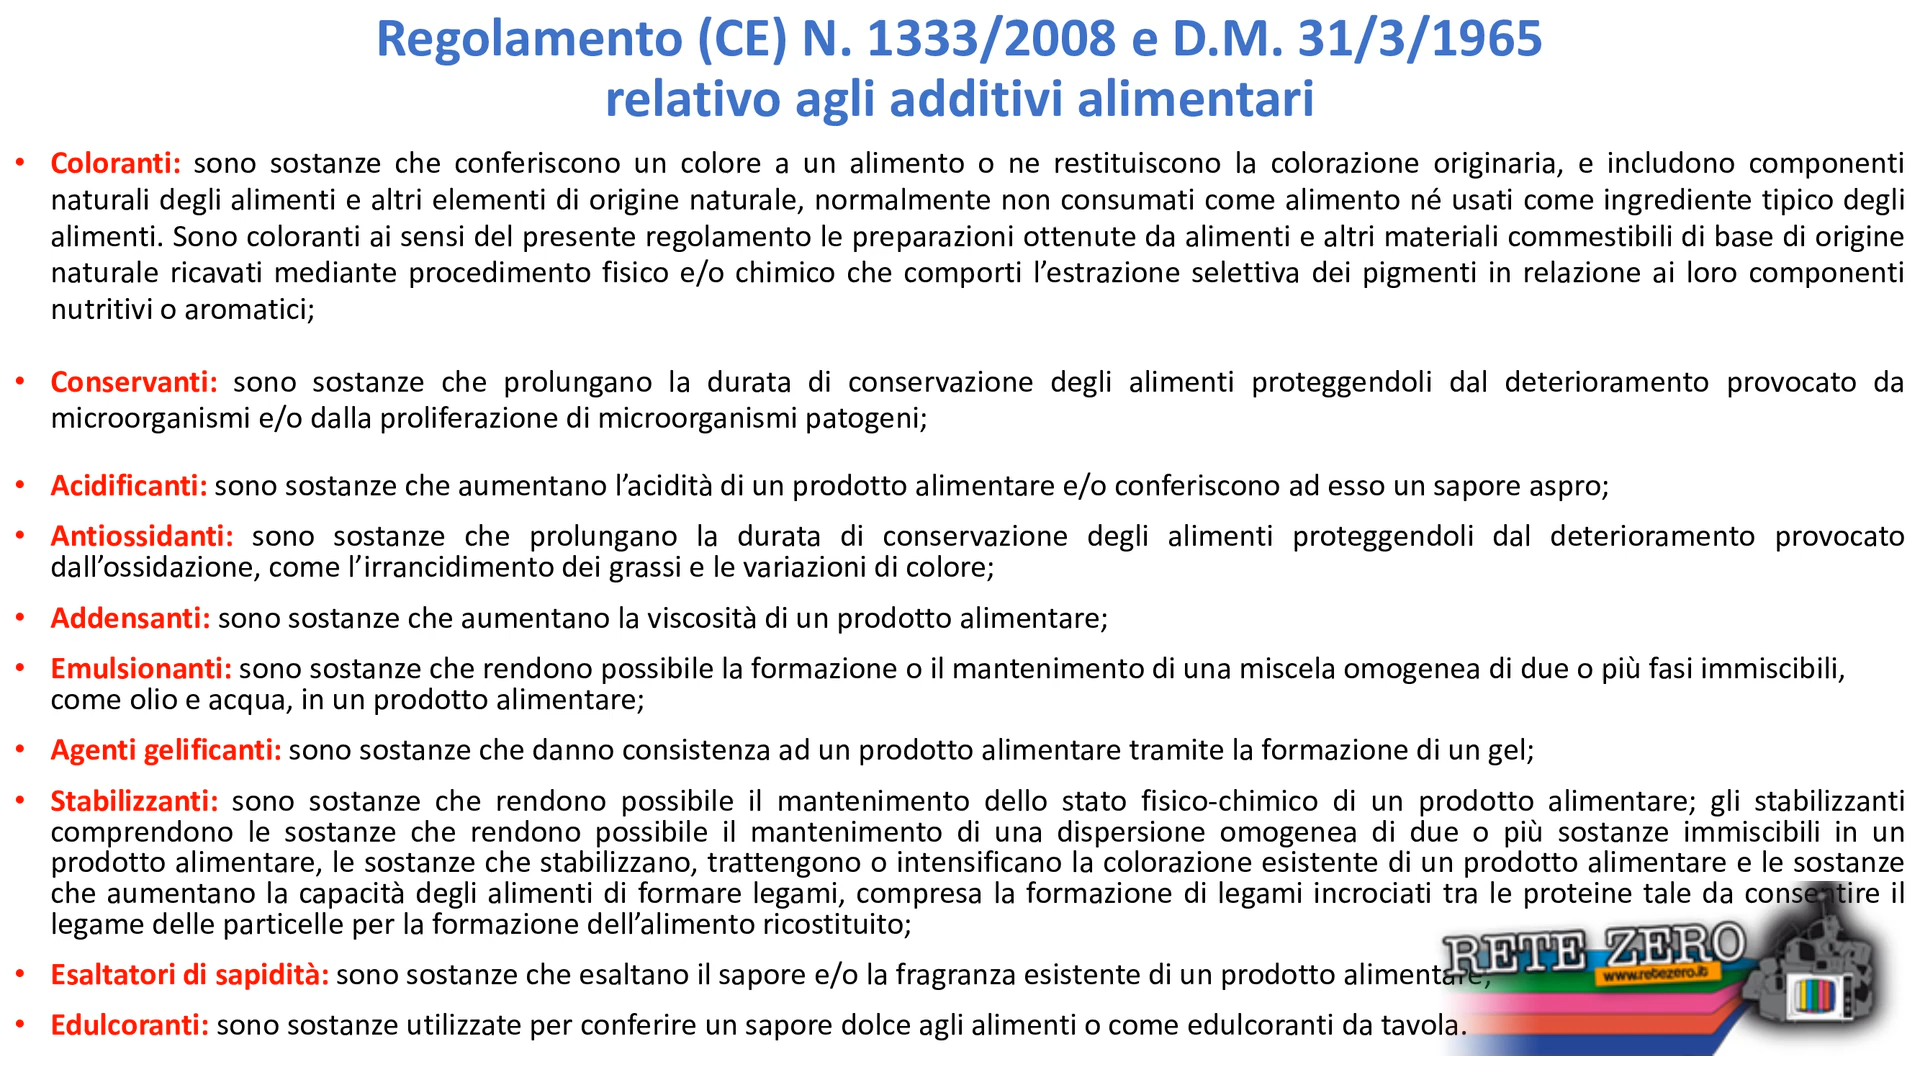 Regolamento (CE) N. 1333/2008 e D.M. 31/3/1965
relativo agli additivi alimentari
• Coloranti: sono sostanze che conferiscono un colore a un alimento o ne restituiscono la colorazione originaria, e includono componenti
naturali degli alimenti e altri elementi di origine naturale, normalmente non consumati come alimento né usati come ingrediente tipico degli
alimenti. Sono coloranti ai sensi del presente regolamento le preparazioni ottenute da alimenti e altri materiali commestibili di base di origine
naturale ricavati mediante procedimento fisico e/o chimico che comporti l’estrazione selettiva dei pigmenti in relazione ai loro componenti
nutritivi o aromatici;
• Conservanti: sono sostanze che prolungano la durata di conservazione degli alimenti proteggendoli dal deterioramento provocato da
microorganismi e/o dalla proliferazione di microorganismi patogeni;
• Acidificanti: sono sostanze che aumentano l’acidità di un prodotto alimentare e/o conferiscono ad esso un sapore aspro;
• Antiossidanti: sono sostanze che prolungano la durata di conservazione degli alimenti proteggendoli dal deterioramento provocato
dall’ossidazione, come l’irrancidimento dei grassi e le variazioni di colore;
• Addensanti: sono sostanze che aumentano la viscosità di un prodotto alimentare;
• Emulsionanti: sono sostanze che rendono possibile la formazione o il mantenimento di una miscela omogenea di due o più fasi immiscibili,
come olio e acqua, in un prodotto alimentare;
• Agenti gelificanti: sono sostanze che danno consistenza ad un prodotto alimentare tramite la formazione di un gel;
• Stabilizzanti: sono sostanze che rendono possibile il mantenimento dello stato fisico-chimico di un prodotto alimentare; gli stabilizzanti
comprendono le sostanze che rendono possibile il mantenimento di una dispersione omogenea di due o più sostanze immiscibili in un
prodotto alimentare, le sostanze che stabilizzano, trattengono o intensificano la colorazione esistente di un prodotto alimentare e le sostanze
che aumentano la capacità degli alimenti di formare legami, compresa la formazione di legami incrociati tra le proteine tale da consentire il
legame delle particelle per la formazione dell’alimento ricostituito;
• Esaltatori di sapidità: sono sostanze che esaltano il sapore e/o la fragranza esistente di un prodotto alimentare;
• Edulcoranti: sono sostanze utilizzate per conferire un sapore dolce agli alimenti o come edulcoranti da tavola.
RETE ZERO
www.retezero.it